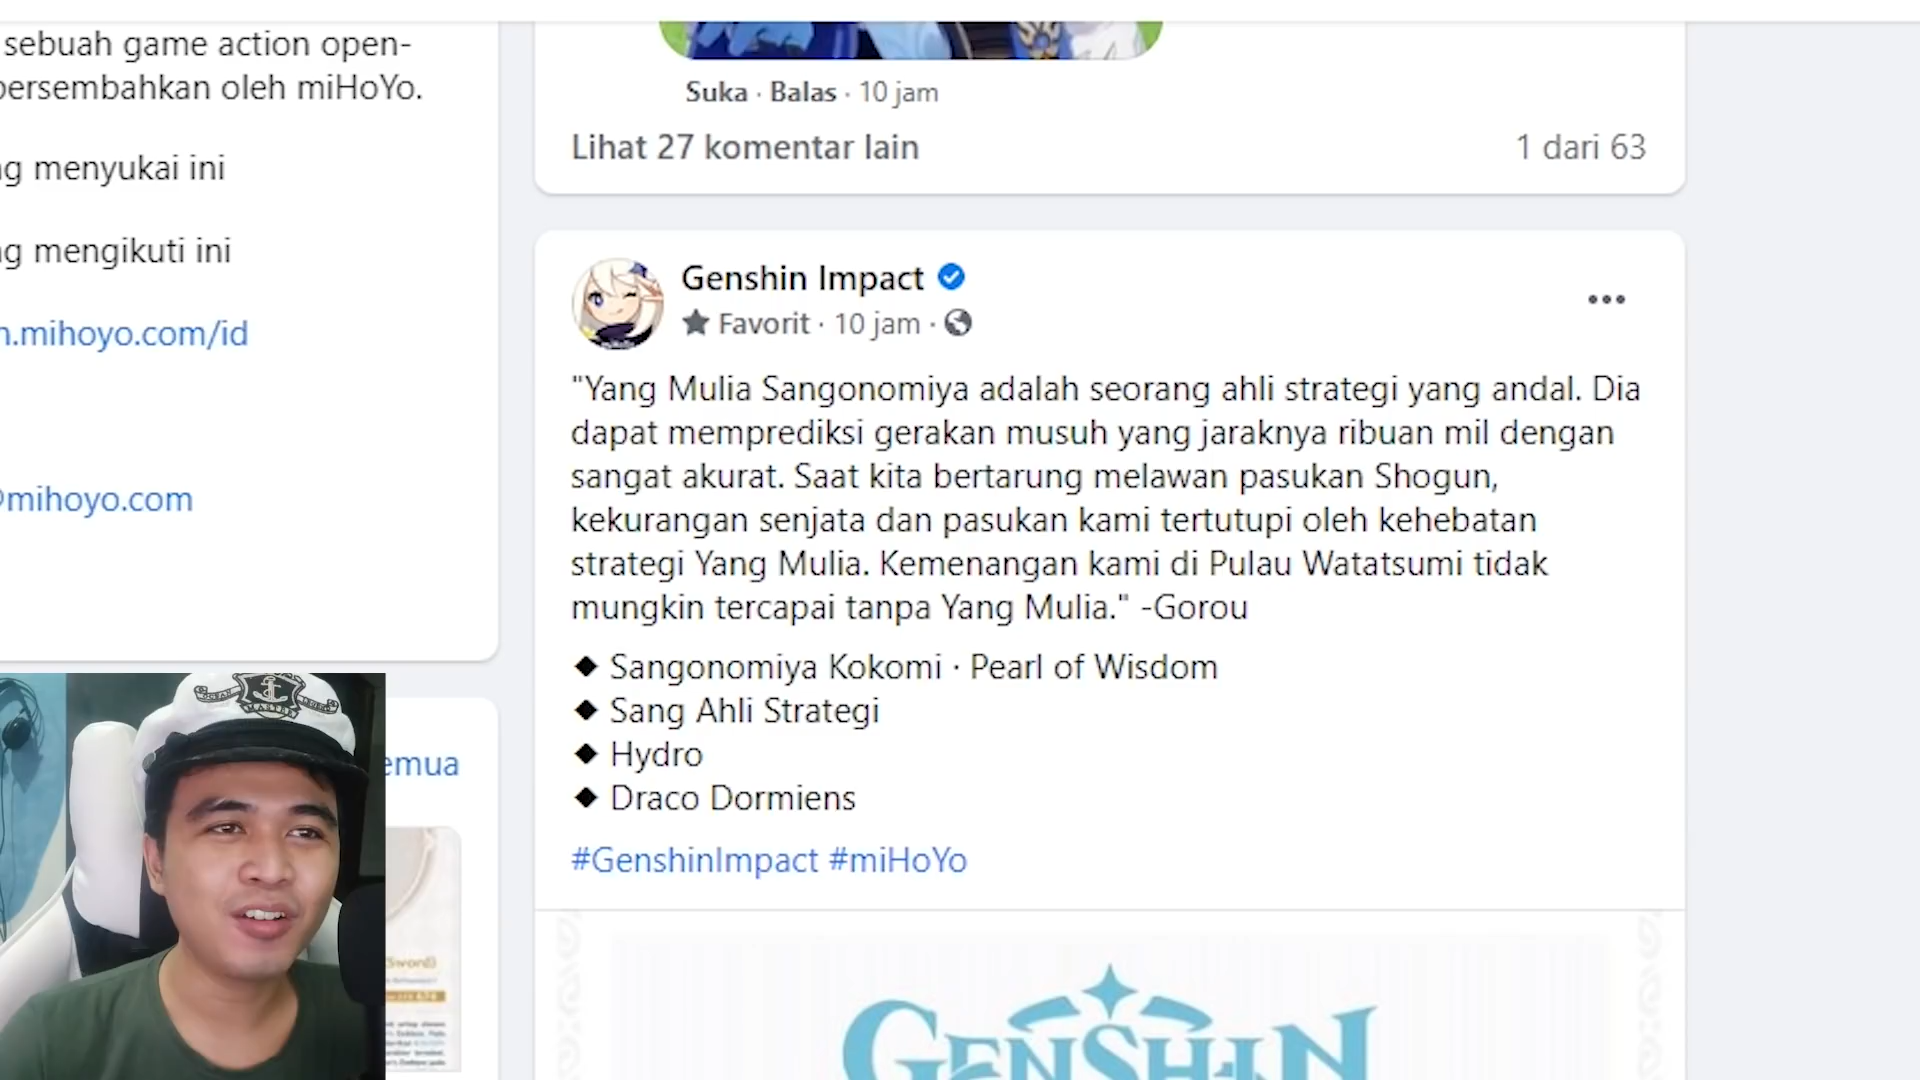 sebuah game action open-
persembahkan oleh miHoYo.
g menyukai ini
g mengikuti ini
n.mihoyo.com/id
@mihoyo.com
emua
Suka · Balas · 10 jam
Lihat 27 komentar lain
1 dari 63
Genshin Impact
Favorit · 10 jam ·
"Yang Mulia Sangonomiya adalah seorang ahli strategi yang andal. Dia
dapat memprediksi gerakan musuh yang jaraknya ribuan mil dengan
sangat akurat. Saat kita bertarung melawan pasukan Shogun,
kekurangan senjata dan pasukan kami tertutupi oleh kehebatan
strategi Yang Mulia. Kemenangan kami di Pulau Watatsumi tidak
mungkin tercapai tanpa Yang Mulia." -Gorou
◆ Sangonomiya Kokomi · Pearl of Wisdom
◆ Sang Ahli Strategi
◆ Hydro
◆ Draco Dormiens
#GenshinImpact #miHoYo
GENSHIN
OCEAN
MASTER